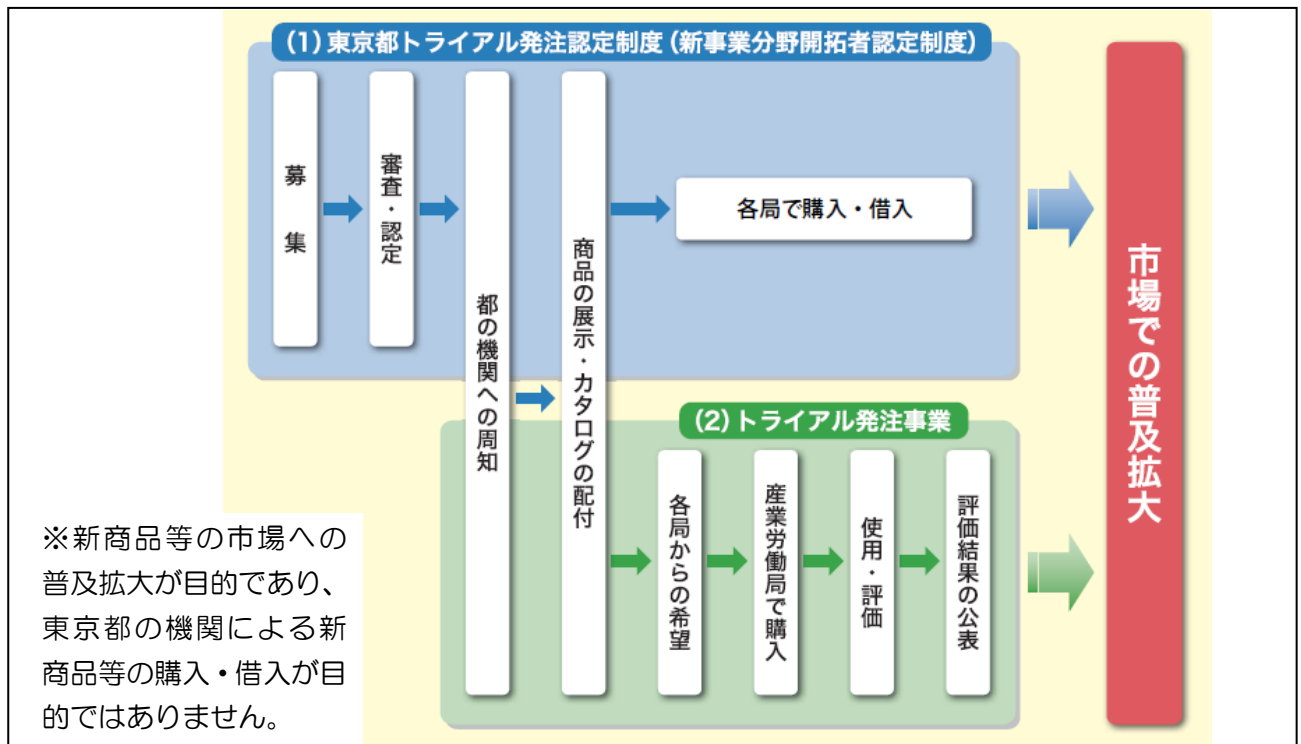 (1)東京都トライアル発注認定制度(新事業分野開拓者認定制度)
募集
審査・認定
都の機関への周知
商品の展示・カタログの配付
各局で購入・借入
(2)トライアル発注事業
各局からの希望
産業労働局で購入
使用・評価
評価結果の公表
市場での普及拡大
※新商品等の市場への
普及拡大が目的であり、
東京都の機関による新
商品等の購入・借入が目
的ではありません。